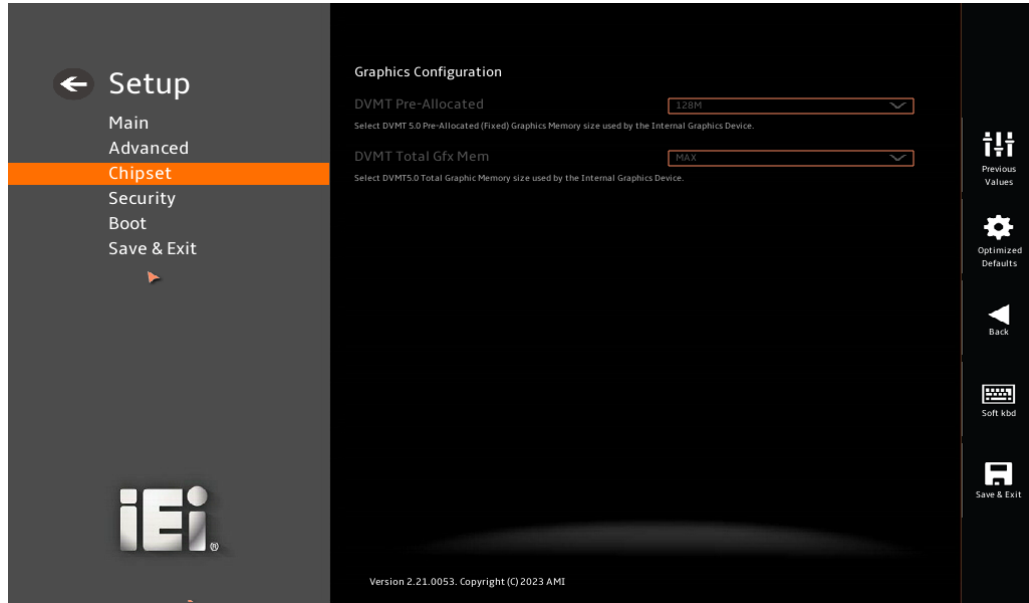 Setup
Main
Advanced
Chipset
Security
Boot
Save & Exit
iEi®
Graphics Configuration
DVMT Pre-Allocated 128M
Select DVMT 5.0 Pre-Allocated (Fixed) Graphics Memory size used by the Internal Graphics Device.
DVMT Total Gfx Mem MAX
Select DVMT5.0 Total Graphic Memory size used by the Internal Graphics Device.
Version 2.21.0053. Copyright (C) 2023 AMI
Previous
Values
Optimized
Defaults
Back
Soft kbd
Save & Exit